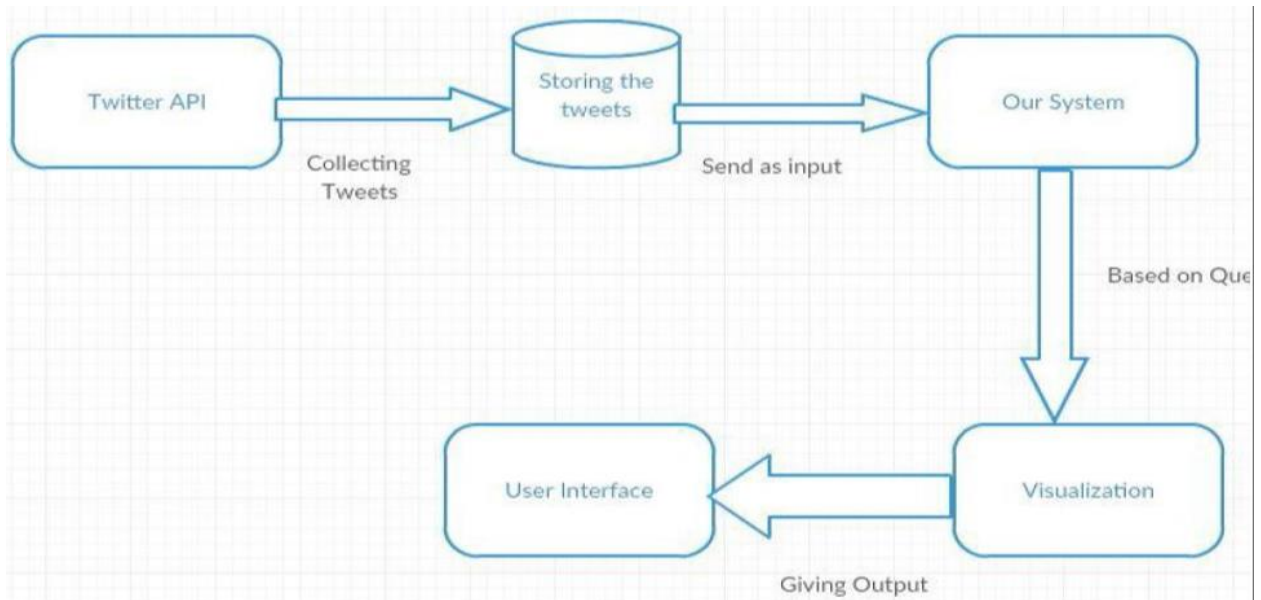 Twitter API
Storing the
tweets
Our System
Collecting
Tweets
Send as input
Based on
User Interface
Visualization
Giving Output